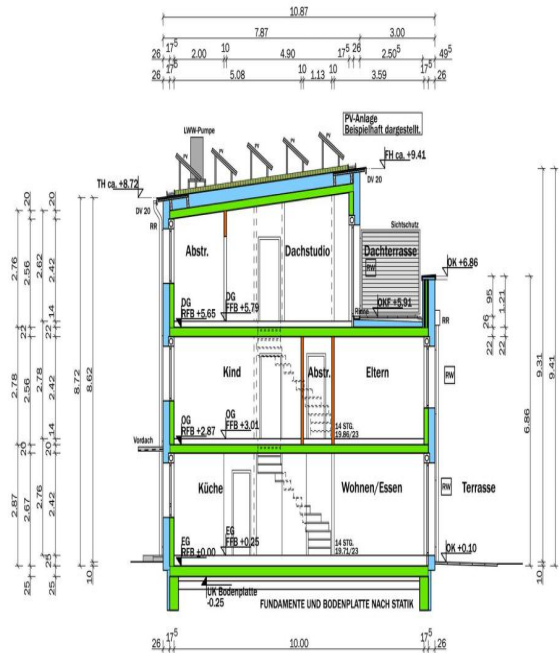 10.87
7.87 3.00
26 17⁵ 2.00 10 4.90 17⁵ 26 2.50⁵ 49⁵
10 10
26 17⁵ 5.08 1.13 3.59 17⁵ 26
PV-Anlage
Beispielhaft dargestellt.
LWW-Pumpe
PV PV PV PV PV
FH ca. +9.41
TH ca. +8.72
DV 20
DV 20
RR
Sichtschutz
Abstr. Dachstudio Dachterrasse
RW
OK +6.86
DG DG
RFB +5.65 FFB +5.79
Rinne
OKF +5.91
RR
Kind Abstr. Eltern
RW
OG OG
RFB +2.87 FFB +3.01
14 STG.
19.86/23
Vordach
Küche Wohnen/Essen Terrasse
RW
EG EG
RFB ±0.00 FFB +0.25
14 STG.
19.71/23
OK +0.10
UK Bodenplatte
-0.25
FUNDAMENTE UND BODENPLATTE NACH STATIK
26 17⁵ 10.00 17⁵ 26
20 20 20
2.76 2.56 2.62 2.42
22 22 14
2.78 2.56 2.78 2.42
20 20 14
2.87 2.67 2.76 2.42
25 25 25 25
8.72 8.62
10
95 1.21
26
22 22
6.86
9.31 9.41
10